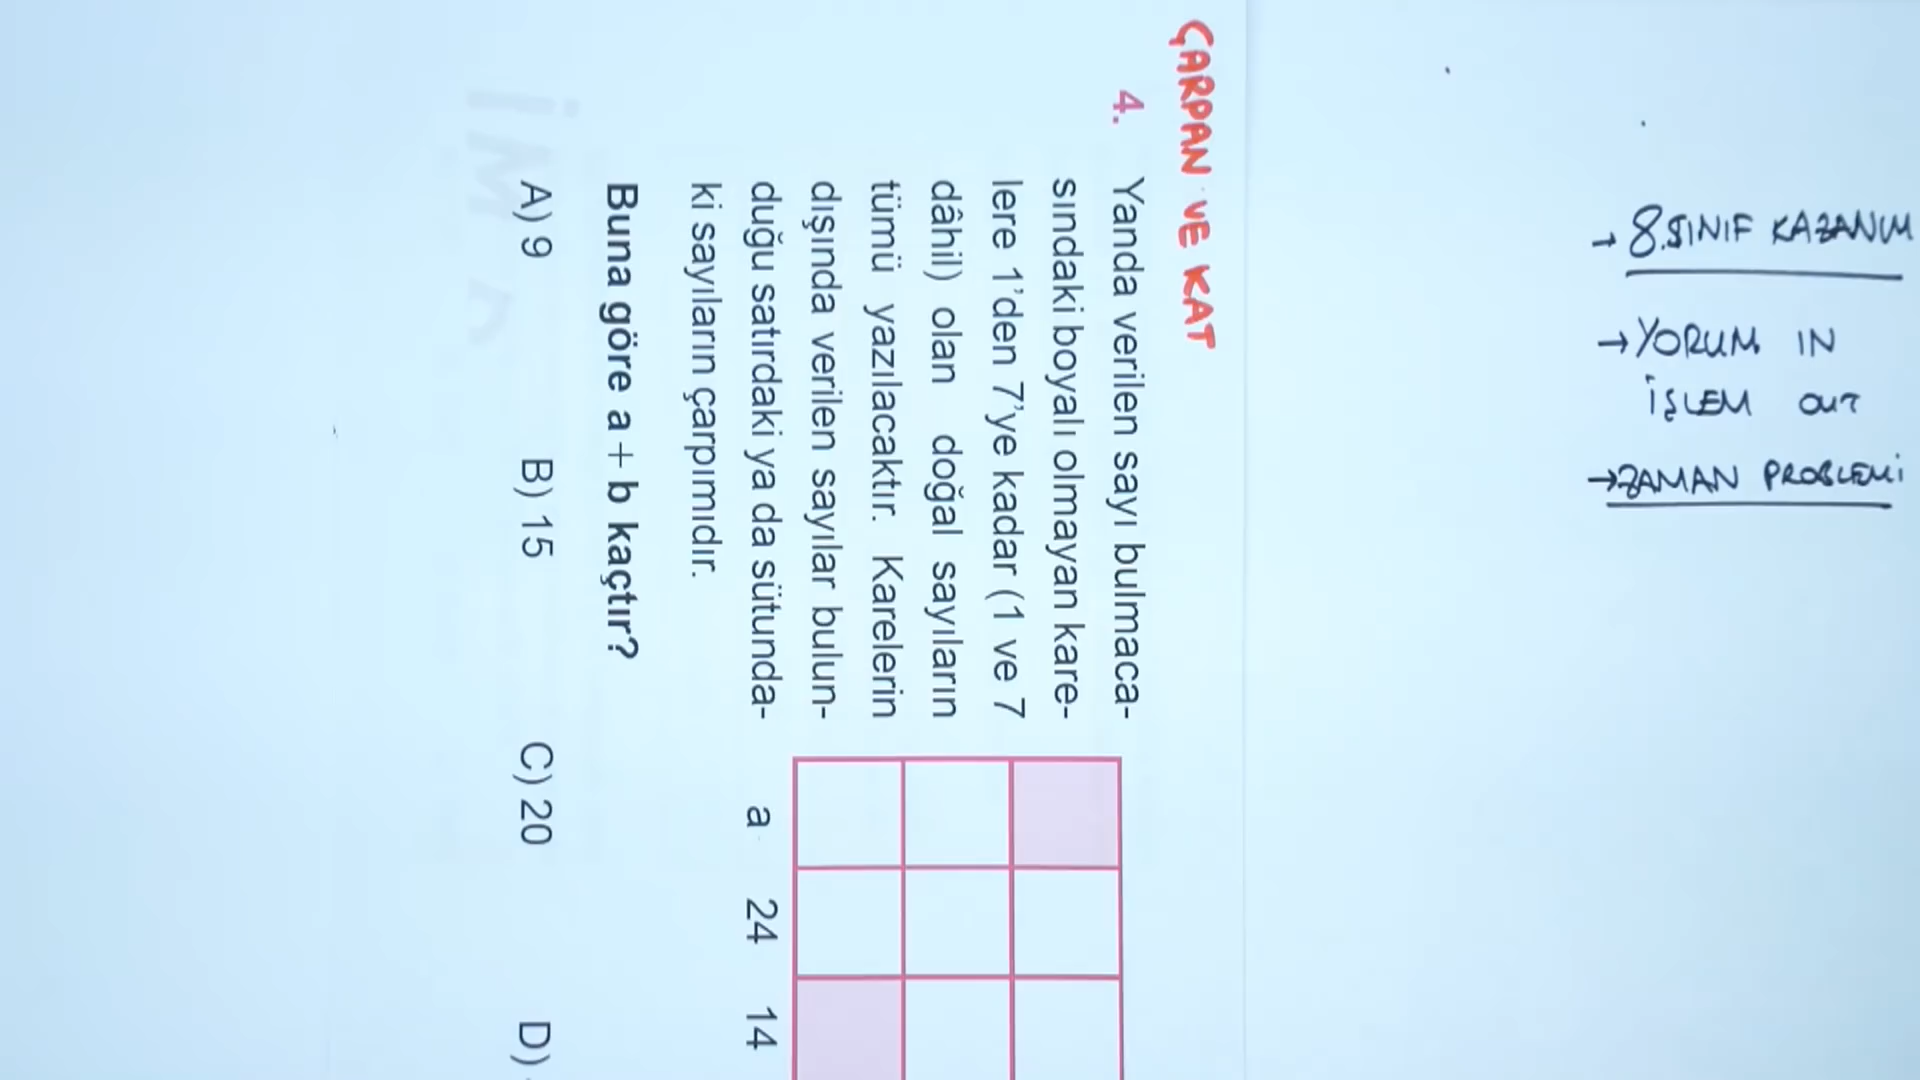 ÇARPAN VE KAT
4. Yanda verilen sayı bulmaca-
sındaki boyalı olmayan kare-
lere 1'den 7'ye kadar (1 ve 7
dâhil) olan doğal sayıların
tümü yazılacaktır. Karelerin
dışında verilen sayılar bulun-
duğu satırdaki ya da sütunda-
ki sayıların çarpımıdır.
a 24 14
Buna göre a + b kaçtır?
A) 9 B) 15 C) 20 D)
→ 8.SINIF KAZANIM
→ YORUM IN
İŞLEM OUT
→ ZAMAN PROBLEMİ